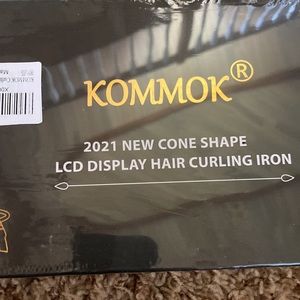 KOMMOK®
2021 NEW CONE SHAPE
LCD DISPLAY HAIR CURLING IRON